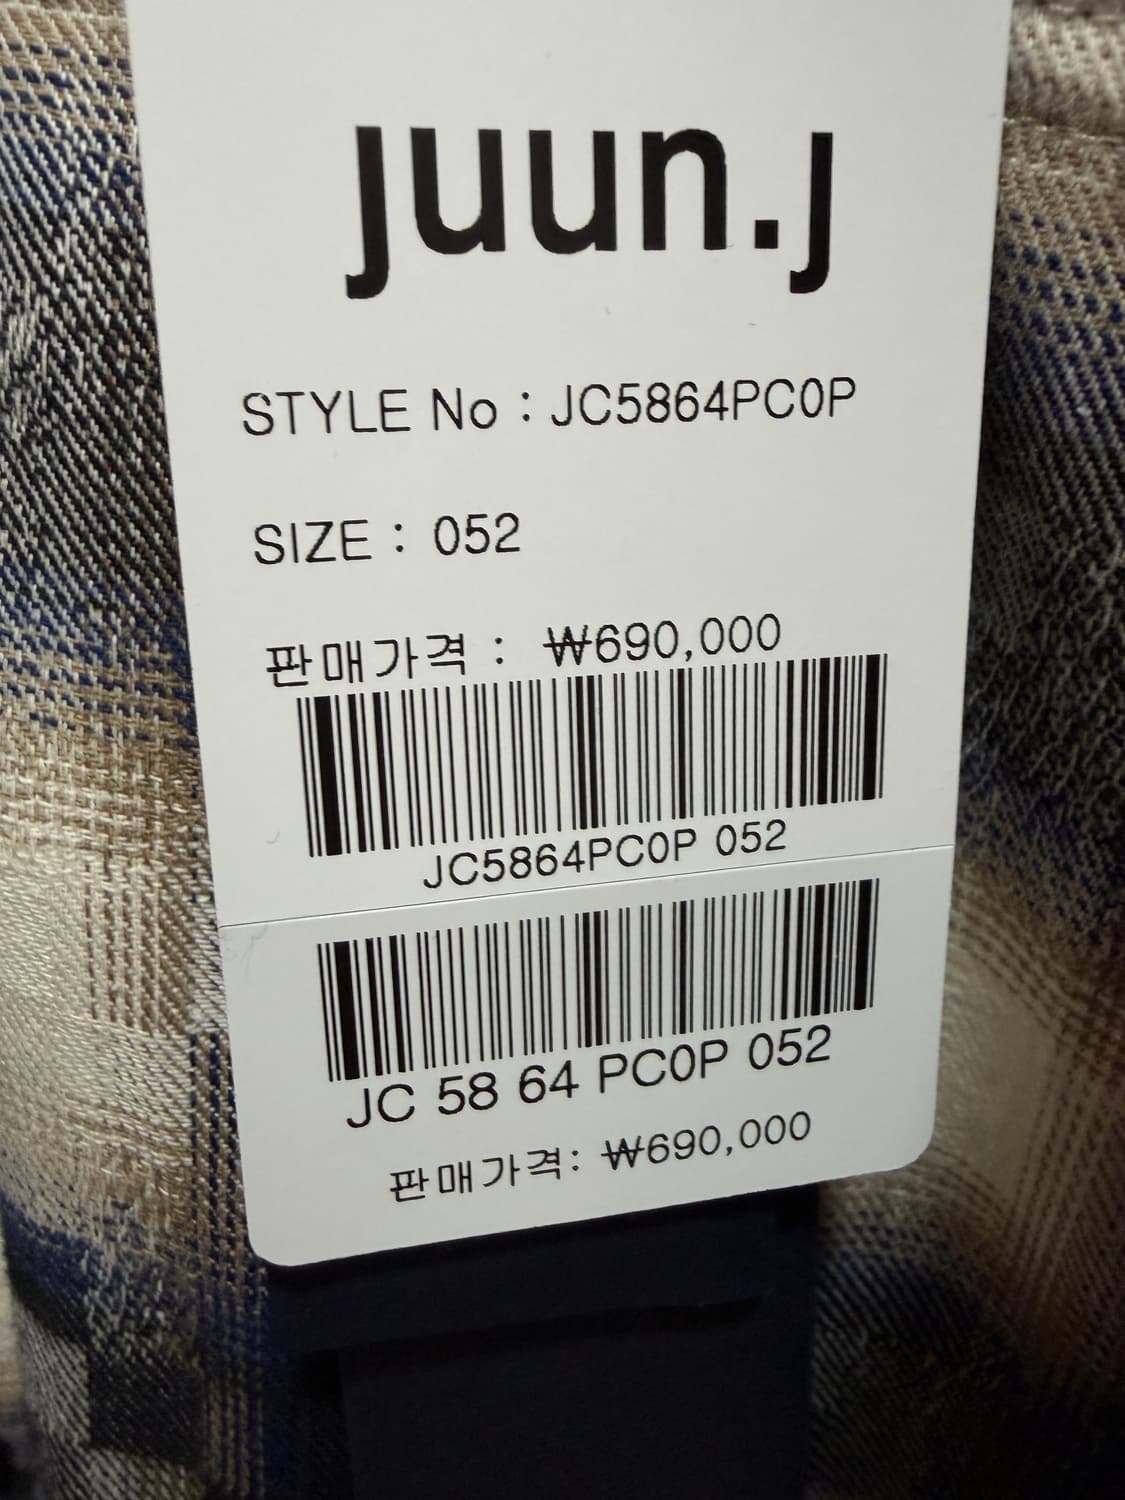 juun.j
STYLE No : JC5864PC0P
SIZE : 052
판매가격 : ₩690,000
JC5864PC0P 052
JC 58 64 PC0P 052
판매가격: ₩690,000